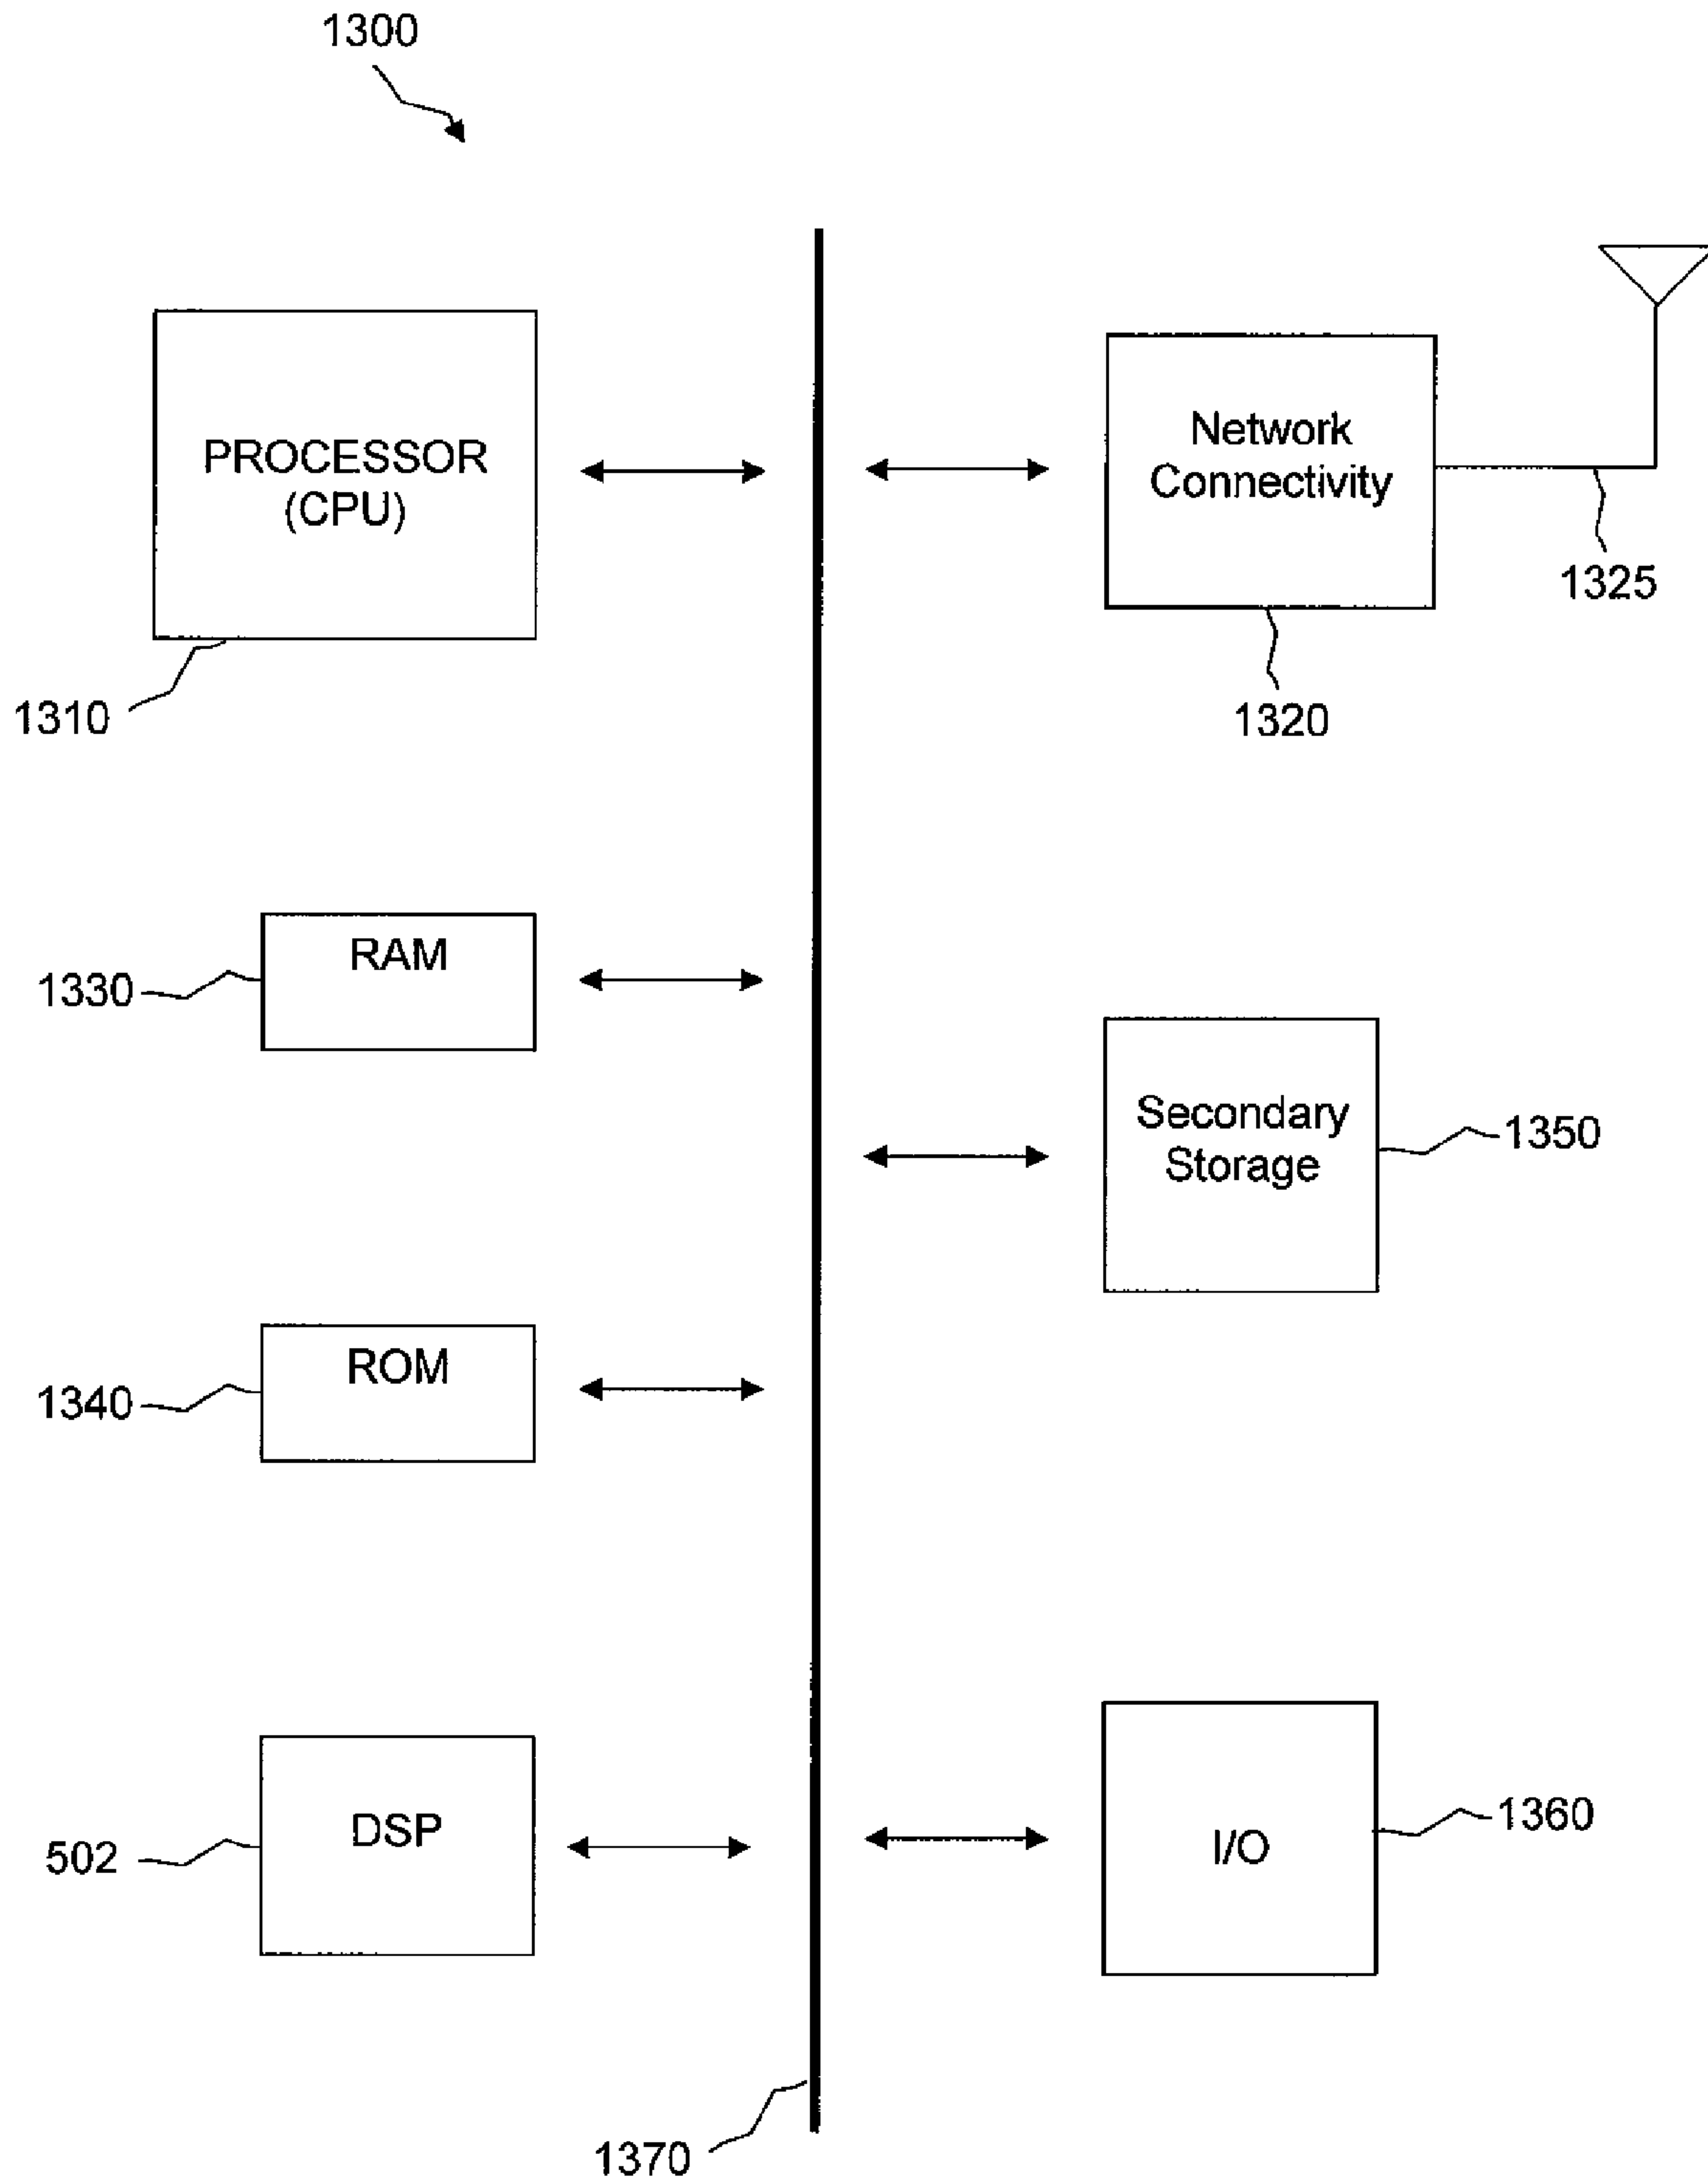 1300
PROCESSOR
(CPU)
1310
Network
Connectivity
1325
1320
RAM
1330
Secondary
Storage
1350
ROM
1340
DSP
502
I/O
1360
1370